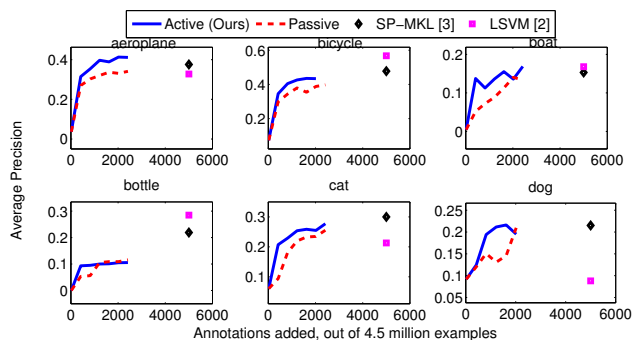 Active (Ours) Passive SP−MKL [3] LSVM [2]
aeroplane bicycle boat
0.4
0.2
0
0 2000 4000 6000
0.6
0.4
0.2
0 2000 4000 6000
0.2
0.1
0
0 2000 4000 6000
Average Precision
bottle cat dog
0.3
0.2
0.1
0
0 2000 4000 6000
0.3
0.2
0.1
0 2000 4000 6000
0.25
0.2
0.15
0.1
0.05
0 2000 4000 6000
Annotations added, out of 4.5 million examples